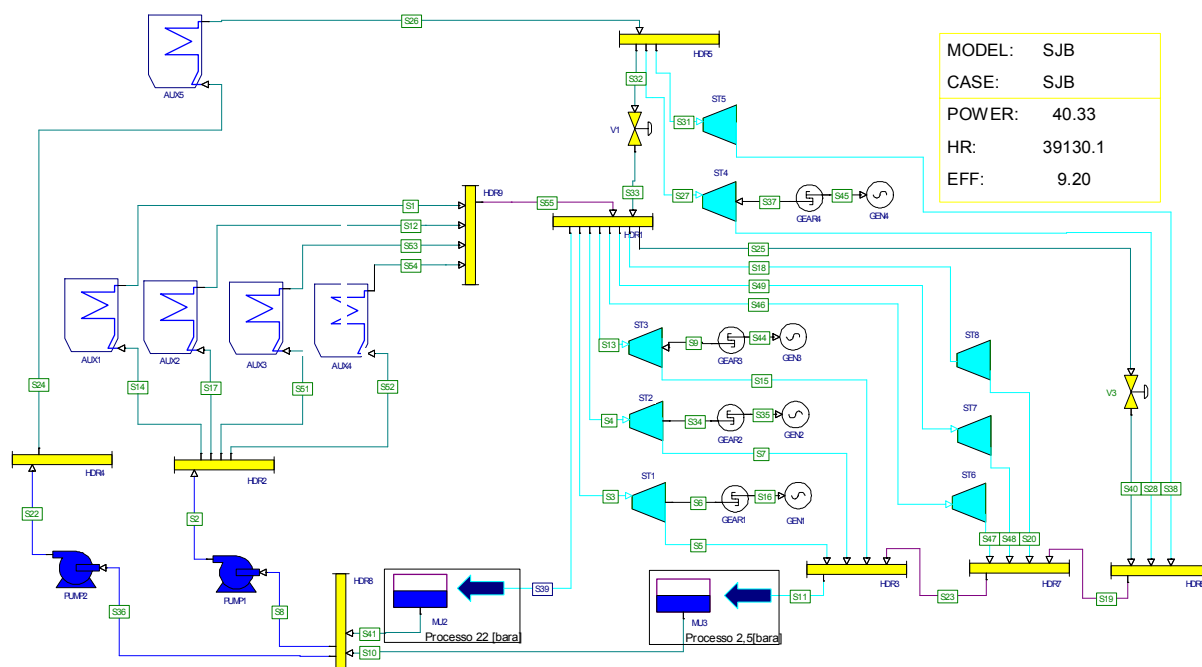 S26
HDR5
AUX5
S32
ST5
S31
V1
MODEL: SJB
CASE: SJB
POWER: 40.33
HR: 39130.1
EFF: 9.20
HDR9
S1
S55
S33
S27
ST4
S37
GEAR4
S45
GEN4
S12
HDR1
S53
S25
S54
S18
S49
S46
AUX1
AUX2
AUX3
AUX4
ST3
S13
S9
GEAR3
S44
GEN3
ST8
S24
S14
S17
S51
S52
S15
V3
ST2
S4
S34
GEAR2
S35
GEN2
ST7
HDR4
HDR2
S7
ST1
S3
S6
GEAR1
S16
GEN1
ST6
S40
S28
S38
S22
S2
S5
S47
S48
S20
PUMP2
PUMP1
HDR8
HDR3
HDR7
HDR6
S36
S8
MU2
S39
MU3
S11
S23
S19
S41
Processo 22 [bara]
S10
Processo 2,5[bara]